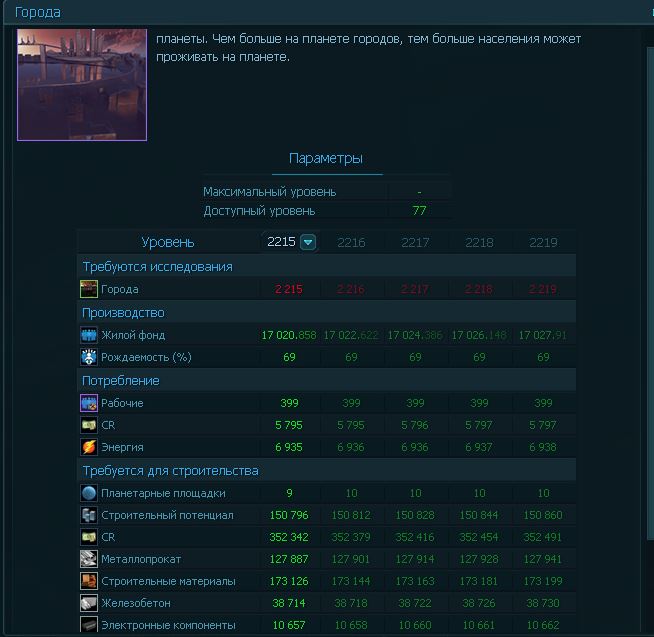 Города
планеты. Чем больше на планете городов, тем больше населения может
проживать на планете.
Параметры
Максимальный уровень -
Доступный уровень 77
Уровень 2215 2216 2217 2218 2219
Требуются исследования
Города 2 215 2 216 2 217 2 218 2 219
Производство
Жилой фонд 17 020.858 17 022.622 17 024.386 17 026.148 17 027.91
Рождаемость (%) 69 69 69 69 69
Потребление
Рабочие 399 399 399 399 399
CR 5 795 5 795 5 796 5 797 5 797
Энергия 6 935 6 936 6 936 6 937 6 938
Требуется для строительства
Планетарные площадки 9 10 10 10 10
Строительный потенциал 150 796 150 812 150 828 150 844 150 860
CR 352 342 352 379 352 416 352 454 352 491
Металлопрокат 127 887 127 901 127 914 127 928 127 941
Строительные материалы 173 126 173 144 173 163 173 181 173 199
Железобетон 38 714 38 718 38 722 38 726 38 730
Электронные компоненты 10 657 10 658 10 660 10 661 10 662